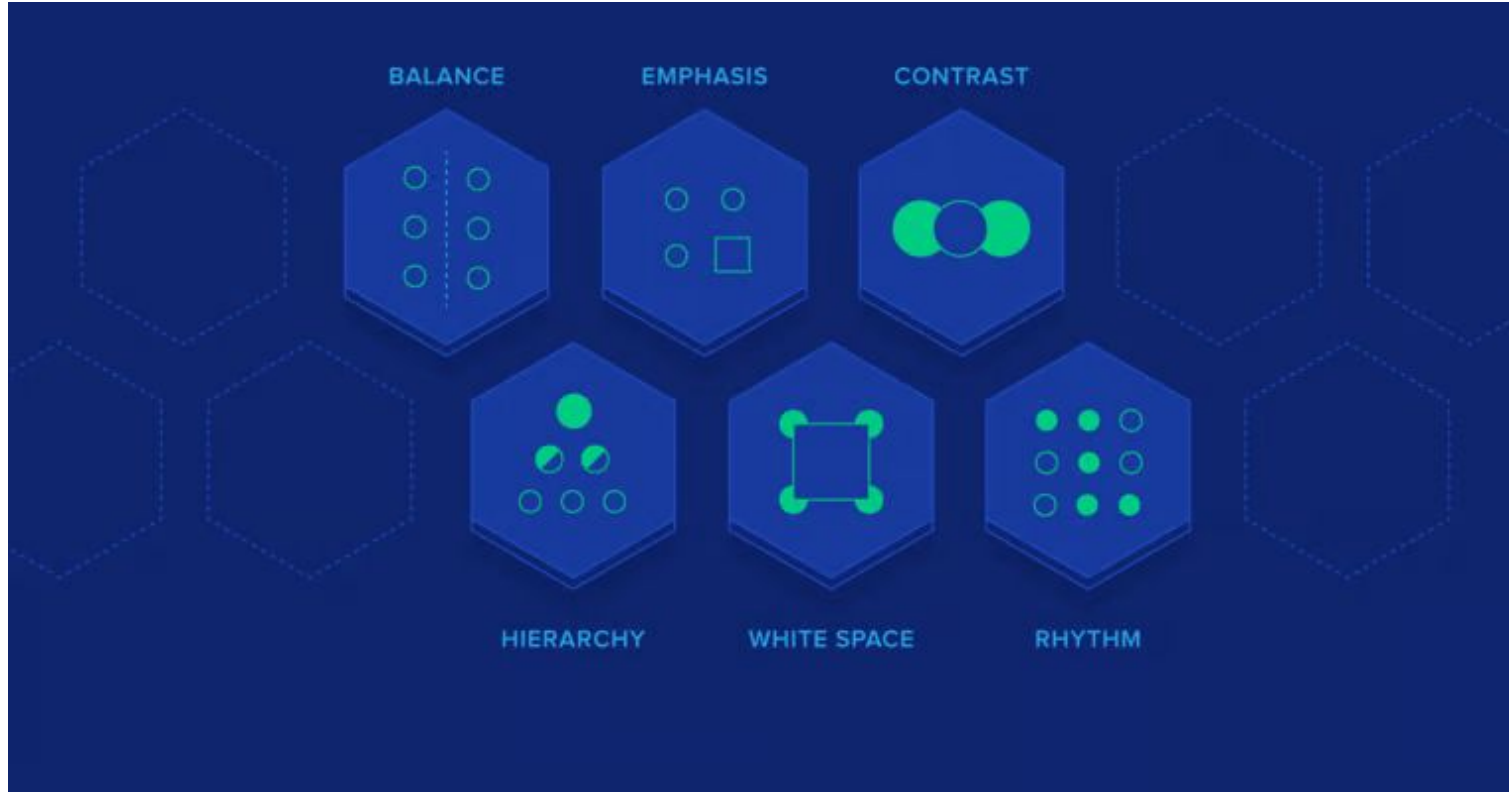 BALANCE
EMPHASIS
CONTRAST
HIERARCHY
WHITE SPACE
RHYTHM